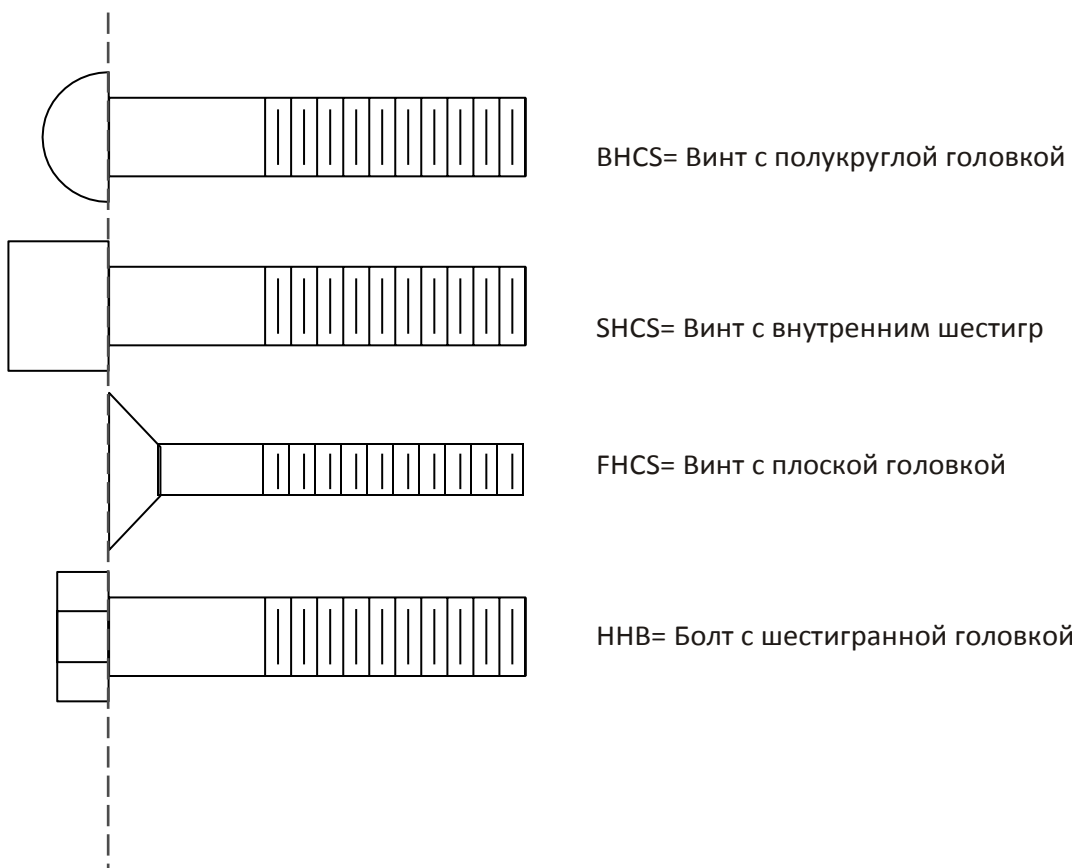 BHCS= Винт с полукруглой головкой
SHCS= Винт с внутренним шестигр
FHCS= Винт с плоской головкой
HHB= Болт с шестигранной головкой